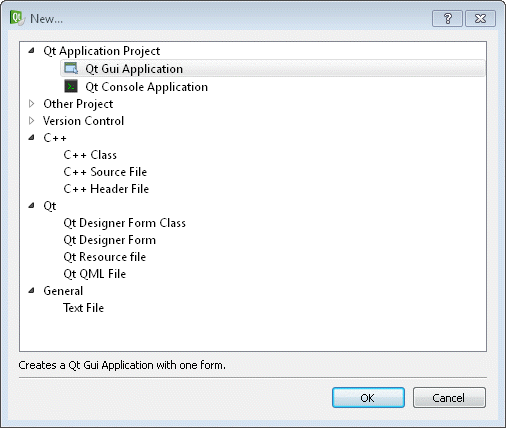 New...
Qt Application Project
Qt Gui Application
Qt Console Application
Other Project
Version Control
C++
C++ Class
C++ Source File
C++ Header File
Qt
Qt Designer Form Class
Qt Designer Form
Qt Resource file
Qt QML File
General
Text File
Creates a Qt Gui Application with one form.
OK
Cancel